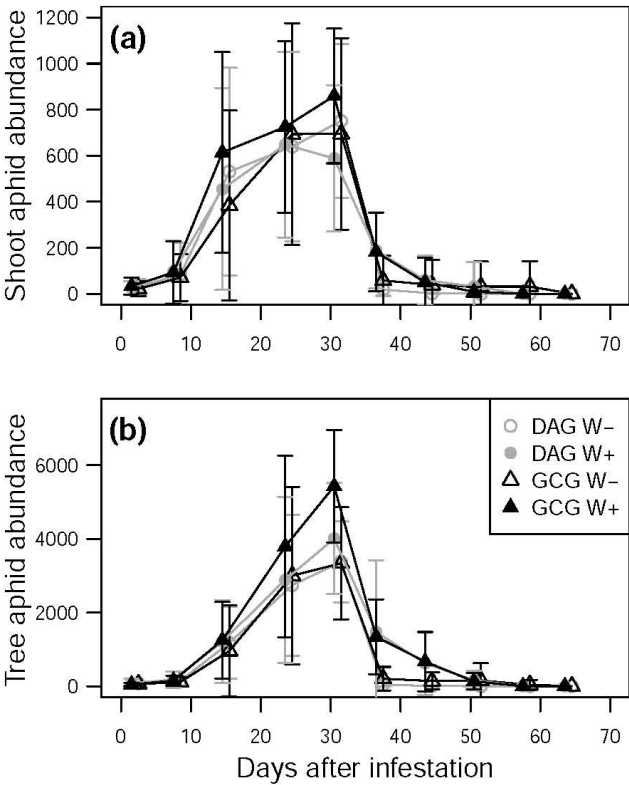 (a)
Shoot aphid abundance
1200
1000
800
600
400
200
0
0 10 20 30 40 50 60 70
(b)
Tree aphid abundance
6000
4000
2000
0
DAG W−
DAG W+
GCG W−
GCG W+
0 10 20 30 40 50 60 70
Days after infestation